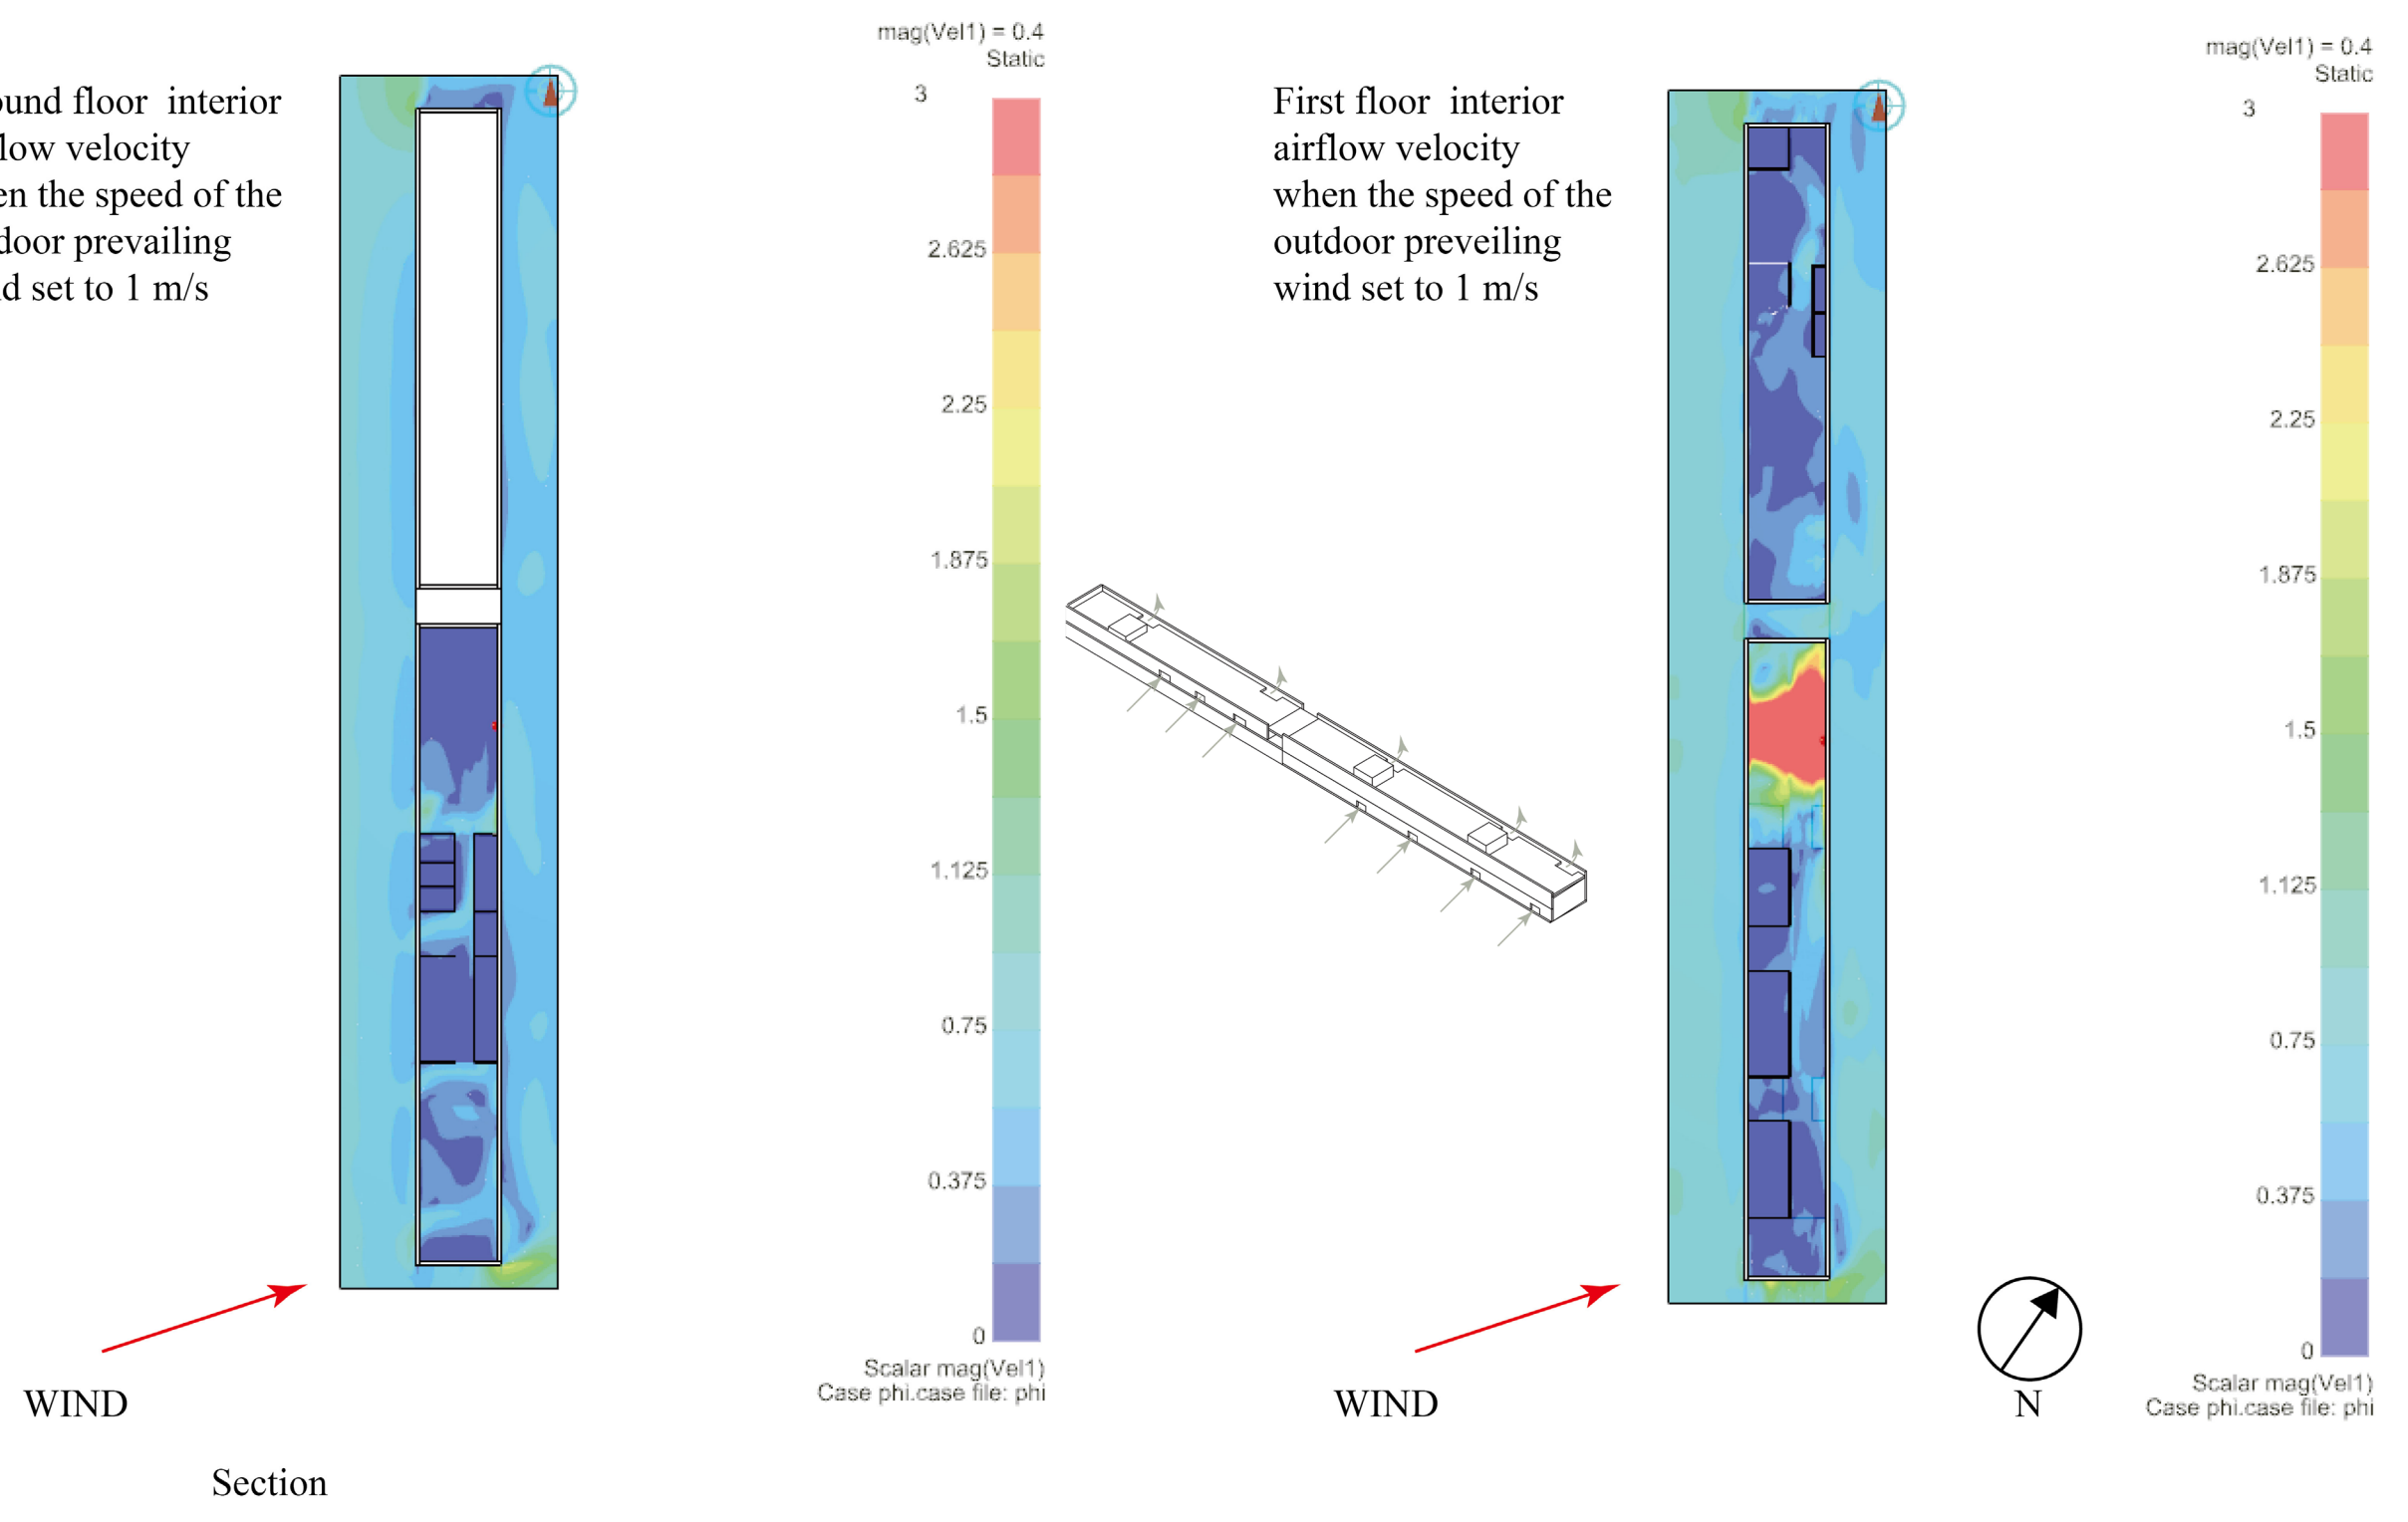 ound floor  interior
low velocity
en the speed of the
door prevailing
d set to 1 m/s
mag(Vel1) = 0.4
Static
3
2.625
2.25
1.875
1.5
1.125
0.75
0.375
0
Scalar mag(Vel1)
Case phi.case file: phi
WIND
Section
First floor  interior
airflow velocity
when the speed of the
outdoor preveiling
wind set to 1 m/s
mag(Vel1) = 0.4
Static
3
2.625
2.25
1.875
1.5
1.125
0.75
0.375
0
Scalar mag(Vel1)
Case phi.case file: phi
WIND
N